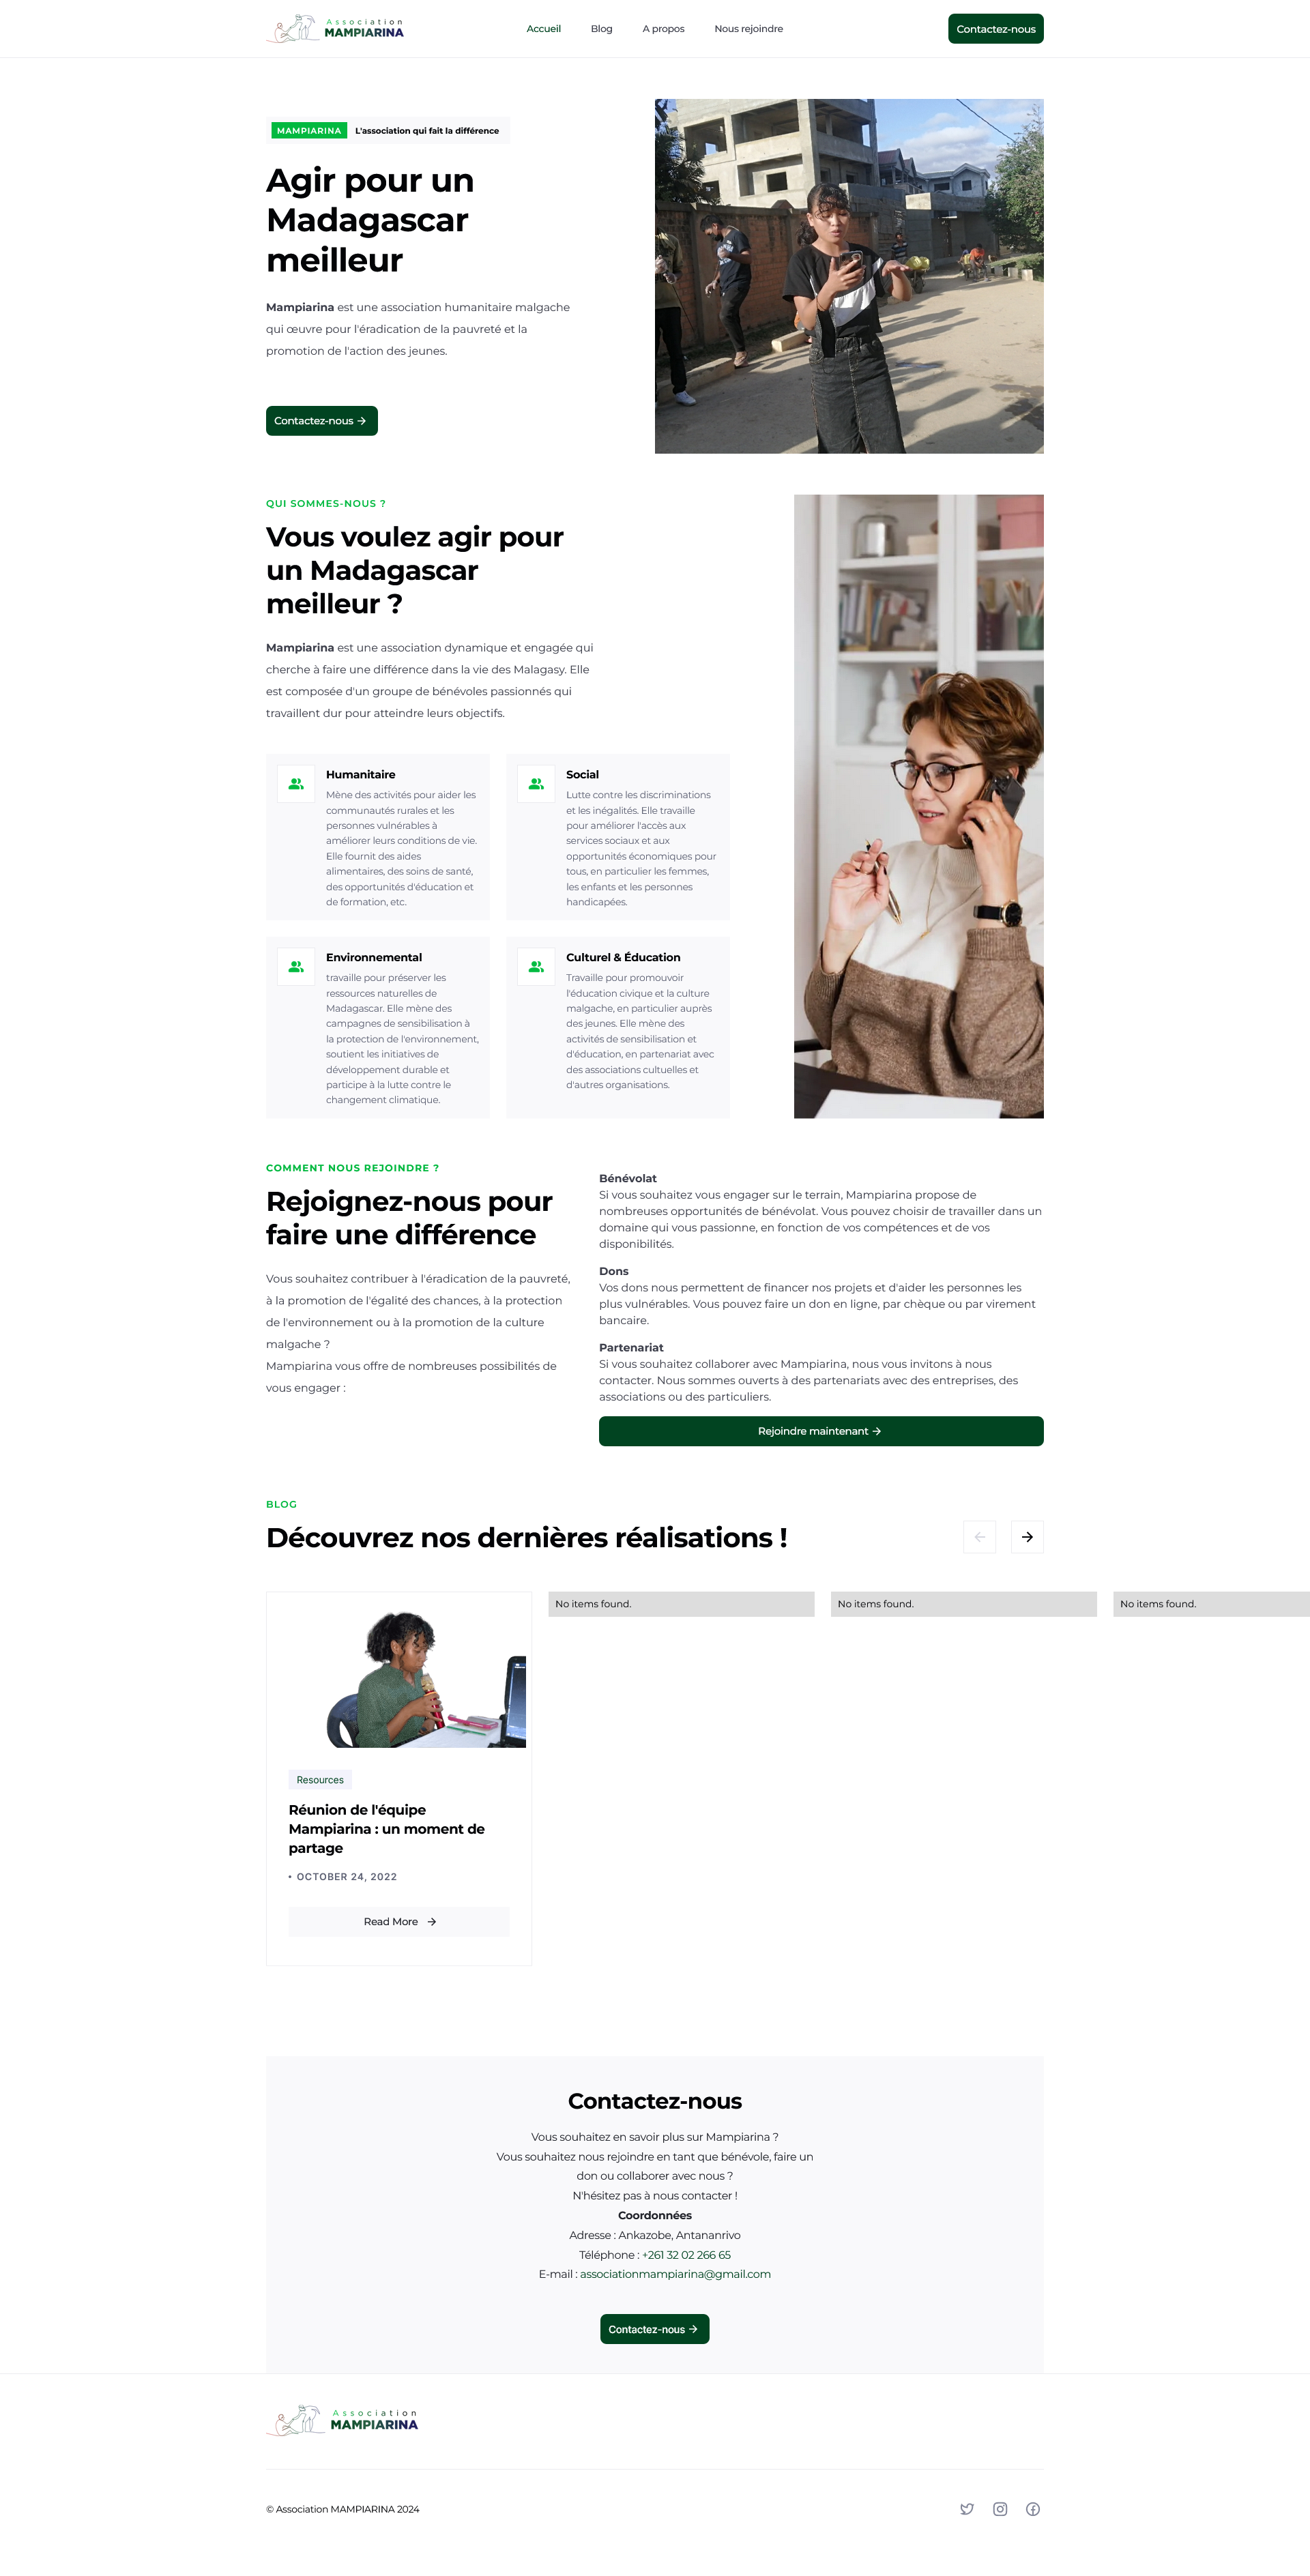 Association
MAMPIARINA
Accueil
Blog
A propos
Nous rejoindre
Contactez-nous
MAMPIARINA
L'association qui fait la différence
Agir pour un
Madagascar
meilleur
Mampiarina est une association humanitaire malgache
qui œuvre pour l'éradication de la pauvreté et la
promotion de l'action des jeunes.
Contactez-nous →
QUI SOMMES-NOUS ?
Vous voulez agir pour
un Madagascar
meilleur ?
Mampiarina est une association dynamique et engagée qui
cherche à faire une différence dans la vie des Malagasy. Elle
est composée d'un groupe de bénévoles passionnés qui
travaillent dur pour atteindre leurs objectifs.
Humanitaire
Mène des activités pour aider les
communautés rurales et les
personnes vulnérables à
améliorer leurs conditions de vie.
Elle fournit des aides
alimentaires, des soins de santé,
des opportunités d'éducation et
de formation, etc.
Social
Lutte contre les discriminations
et les inégalités. Elle travaille
pour améliorer l'accès aux
services sociaux et aux
opportunités économiques pour
tous, en particulier les femmes,
les enfants et les personnes
handicapées.
Environnemental
travaille pour préserver les
ressources naturelles de
Madagascar. Elle mène des
campagnes de sensibilisation à
la protection de l'environnement,
soutient les initiatives de
développement durable et
participe à la lutte contre le
changement climatique.
Culturel & Éducation
Travaille pour promouvoir
l'éducation civique et la culture
malgache, en particulier auprès
des jeunes. Elle mène des
activités de sensibilisation et
d'éducation, en partenariat avec
des associations cultuelles et
d'autres organisations.
COMMENT NOUS REJOINDRE ?
Rejoignez-nous pour
faire une différence
Vous souhaitez contribuer à l'éradication de la pauvreté,
à la promotion de l'égalité des chances, à la protection
de l'environnement ou à la promotion de la culture
malgache ?
Mampiarina vous offre de nombreuses possibilités de
vous engager :
Bénévolat
Si vous souhaitez vous engager sur le terrain, Mampiarina propose de
nombreuses opportunités de bénévolat. Vous pouvez choisir de travailler dans un
domaine qui vous passionne, en fonction de vos compétences et de vos
disponibilités.
Dons
Vos dons nous permettent de financer nos projets et d'aider les personnes les
plus vulnérables. Vous pouvez faire un don en ligne, par chèque ou par virement
bancaire.
Partenariat
Si vous souhaitez collaborer avec Mampiarina, nous vous invitons à nous
contacter. Nous sommes ouverts à des partenariats avec des entreprises, des
associations ou des particuliers.
Rejoindre maintenant →
BLOG
Découvrez nos dernières réalisations !
No items found.
No items found.
No items found.
Resources
Réunion de l'équipe
Mampiarina : un moment de
partage
• OCTOBER 24, 2022
Read More →
Contactez-nous
Vous souhaitez en savoir plus sur Mampiarina ?
Vous souhaitez nous rejoindre en tant que bénévole, faire un
don ou collaborer avec nous ?
N'hésitez pas à nous contacter !
Coordonnées
Adresse : Ankazobe, Antananrivo
Téléphone : +261 32 02 266 65
E-mail : associationmampiarina@gmail.com
Contactez-nous →
Association
MAMPIARINA
© Association MAMPIARINA 2024